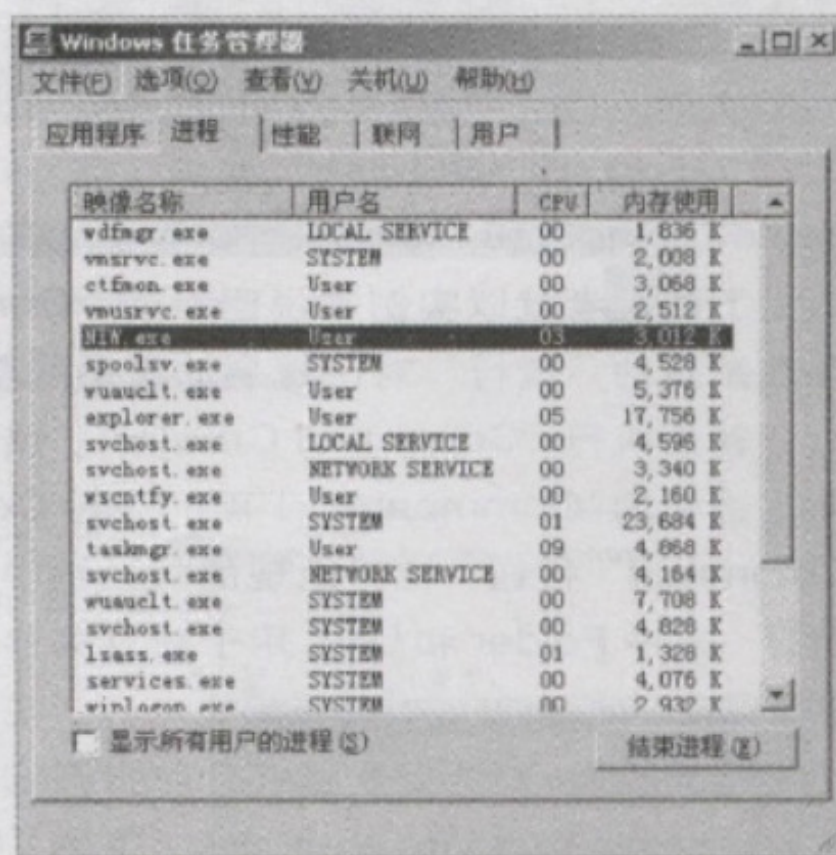 Windows 任务管理器
文件(F) 选项(O) 查看(V) 关机(U) 帮助(H)
应用程序 进程 性能 联网 用户
映像名称 用户名 CPU 内存使用
wdfmgr.exe LOCAL SERVICE 00 1,836 K
vmsrvc.exe SYSTEM 00 2,008 K
ctfmon.exe User 00 3,068 K
vmusrvc.exe User 00 2,512 K
User 03 3,012 K
spoolsv.exe SYSTEM 00 4,528 K
wuauclt.exe User 00 5,376 K
explorer.exe User 05 17,756 K
svchost.exe LOCAL SERVICE 00 4,596 K
svchost.exe NETWORK SERVICE 00 3,340 K
wscntfy.exe User 00 2,160 K
svchost.exe SYSTEM 01 23,684 K
taskmgr.exe User 09 4,868 K
svchost.exe NETWORK SERVICE 00 4,164 K
wuauclt.exe SYSTEM 00 7,708 K
svchost.exe SYSTEM 00 4,828 K
lsass.exe SYSTEM 01 1,328 K
services.exe SYSTEM 00 4,076 K
winlogon.exe SYSTEM 00 2,932 K
显示所有用户的进程(S) 结束进程(E)